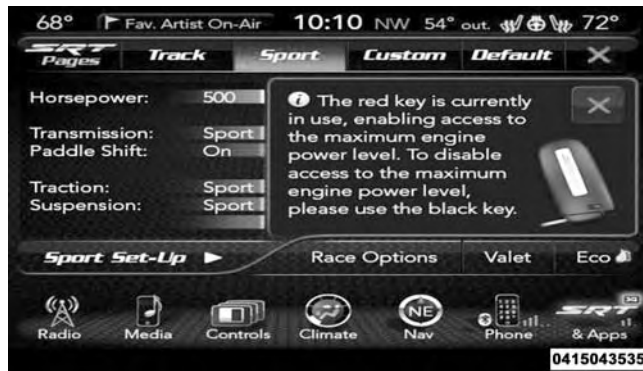 68° Fav. Artist On-Air 10:10 NW 54° out. 72°
SRT Pages Track Sport Custom Default
Horsepower: 500
Transmission: Sport
Paddle Shift: On
Traction: Sport
Suspension: Sport
i The red key is currently
in use, enabling access to
the maximum engine
power level. To disable
access to the maximum
engine power level,
please use the black key.
Sport Set-Up Race Options Valet Eco
NE SRT
Radio Media Controls Climate Nav Phone & Apps
0415043535